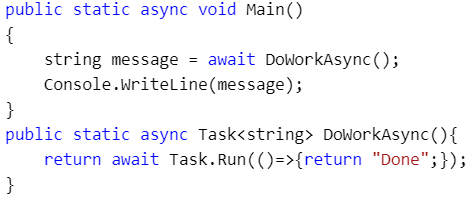 public static async void Main()
{
    string message = await DoWorkAsync();
    Console.WriteLine(message);
}
public static async Task<string> DoWorkAsync(){
    return await Task.Run(()=>{return "Done";});
}